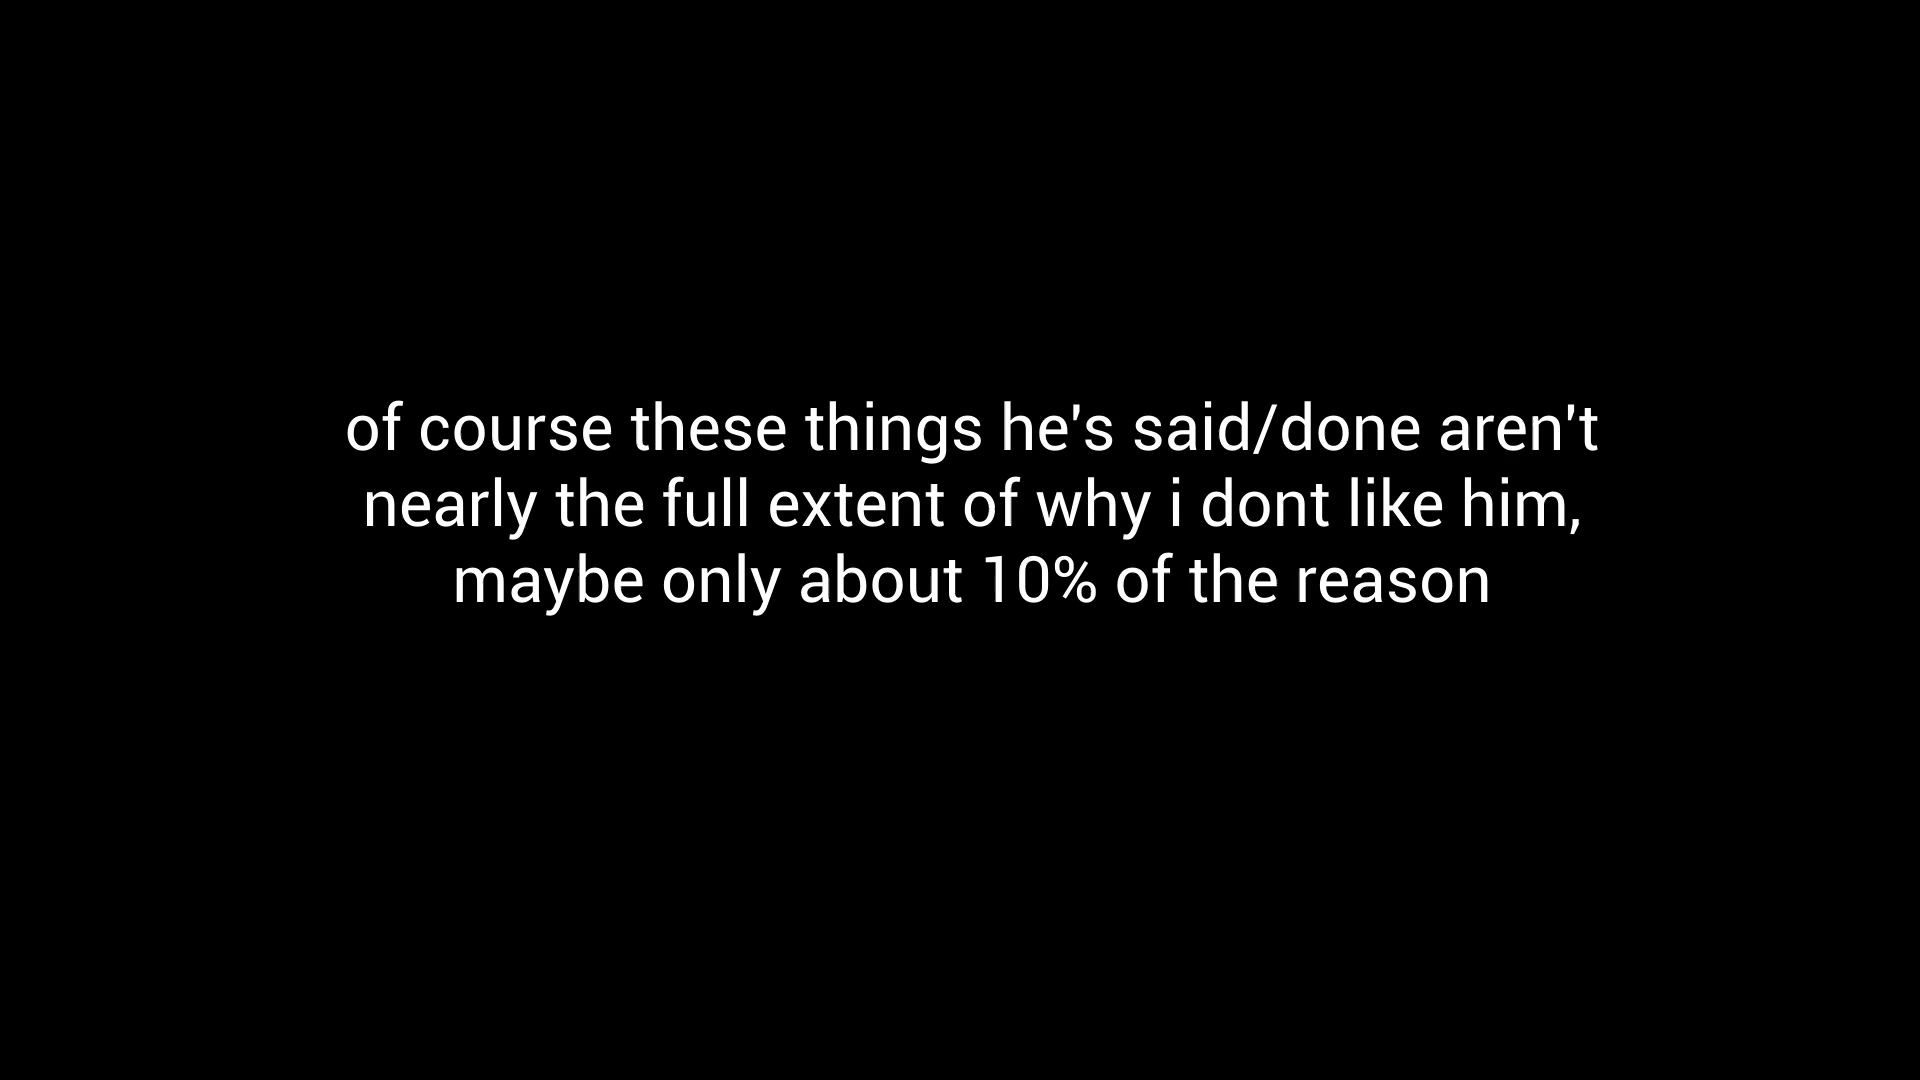 of course these things he's said/done aren't
nearly the full extent of why i dont like him,
maybe only about 10% of the reason